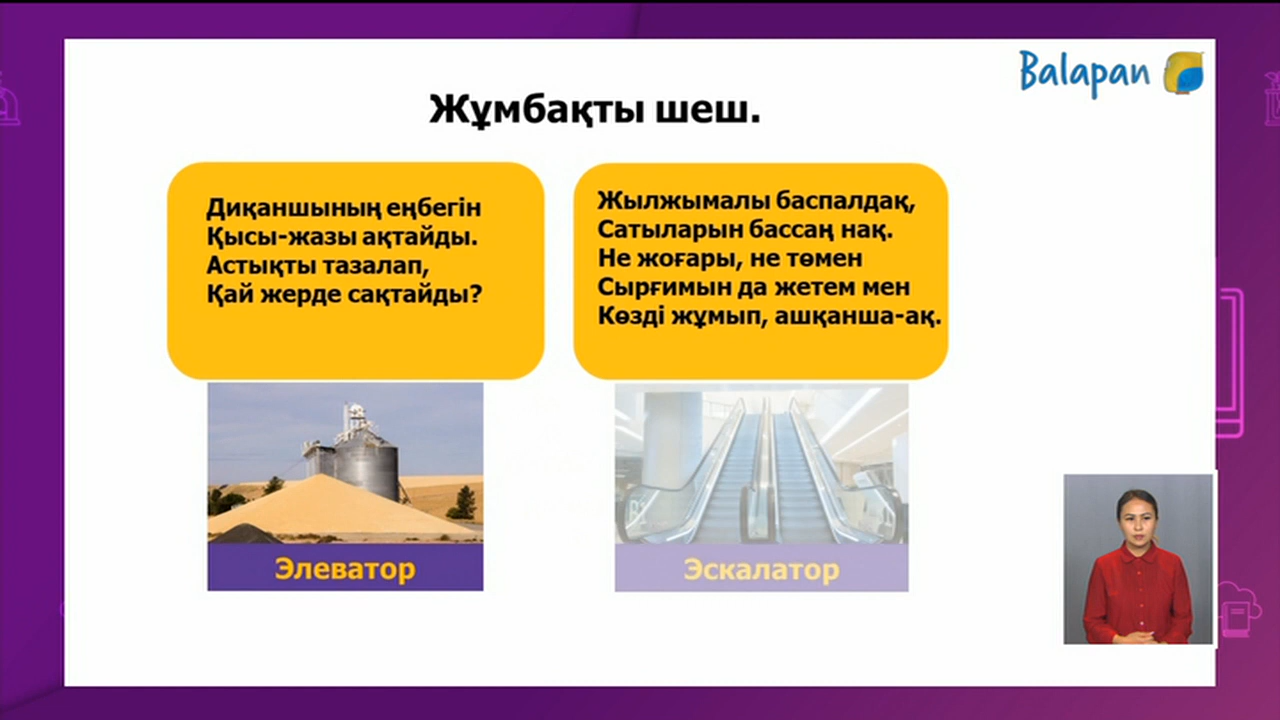 Balapan
Жұмбақты шеш.
Диқаншының еңбегін
Қысы-жазы ақтайды.
Астықты тазалап,
Қай жерде сақтайды?
Жылжымалы баспалдақ,
Сатыларын бассаң нақ.
Не жоғары, не төмен
Сырғимын да жетем мен
Көзді жұмып, ашқанша-ақ.
Элеватор
Эскалатор